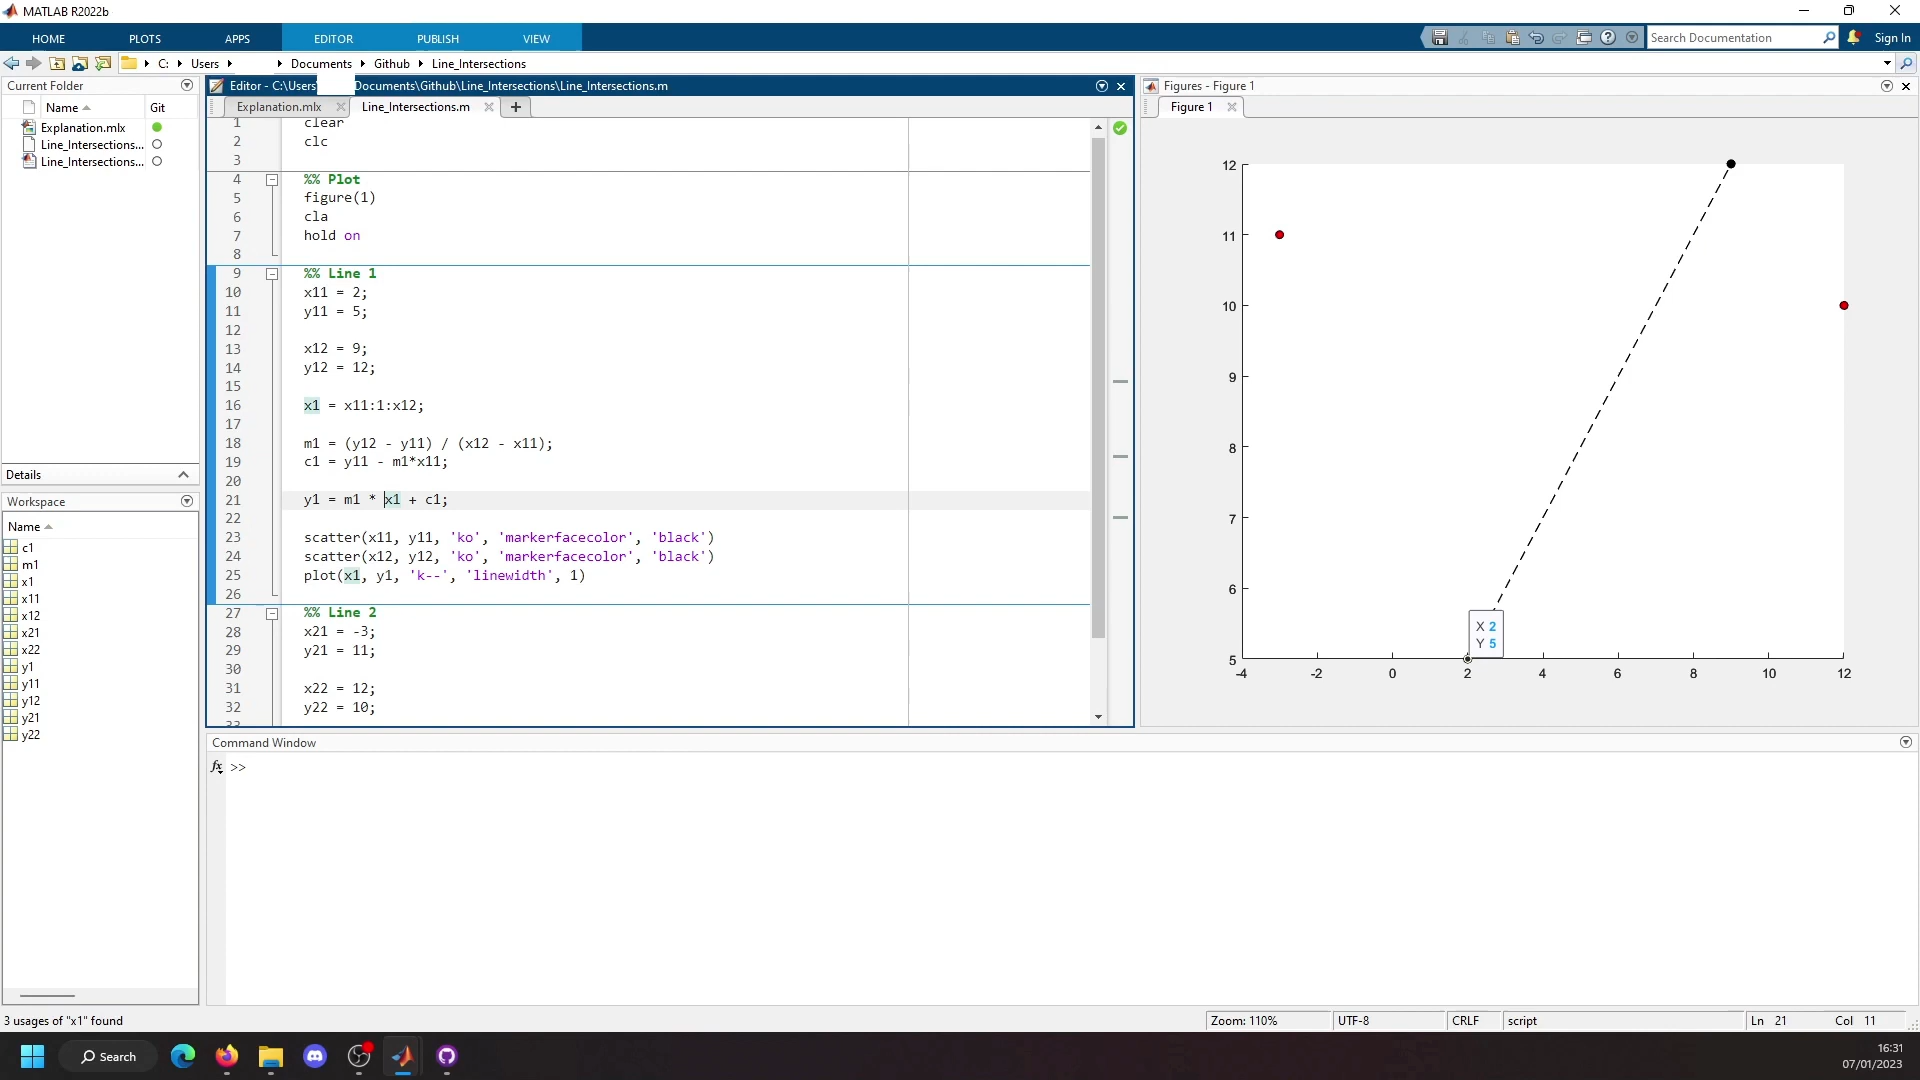 MATLAB R2022b
HOME PLOTS APPS EDITOR PUBLISH VIEW Search Documentation Sign In
C: Users Documents Github Line_Intersections
Current Folder
Name Git
Explanation.mlx
Line_Intersections...
Line_Intersections...
Details
Workspace
Name
c1
m1
x1
x11
x12
x21
x22
y1
y11
y12
y21
y22
Editor - C:\Users Documents\Github\Line_Intersections\Line_Intersections.m
Explanation.mlx Line_Intersections.m
1 clear
2 clc
3
4 %% Plot
5 figure(1)
6 cla
7 hold on
8
9 %% Line 1
10 x11 = 2;
11 y11 = 5;
12
13 x12 = 9;
14 y12 = 12;
15
16 x1 = x11:1:x12;
17
18 m1 = (y12 - y11) / (x12 - x11);
19 c1 = y11 - m1*x11;
20
21 y1 = m1 * x1 + c1;
22
23 scatter(x11, y11, 'ko', 'markerfacecolor', 'black')
24 scatter(x12, y12, 'ko', 'markerfacecolor', 'black')
25 plot(x1, y1, 'k--', 'linewidth', 1)
26
27 %% Line 2
28 x21 = -3;
29 y21 = 11;
30
31 x22 = 12;
32 y22 = 10;
33
Figures - Figure 1
Figure 1
12
11
10
9
8
7
6
5
X 2
Y 5
-4 -2 0 2 4 6 8 10 12
Command Window
fx >>
3 usages of "x1" found
Zoom: 110% UTF-8 CRLF script Ln 21 Col 11
Search
16:31
07/01/2023